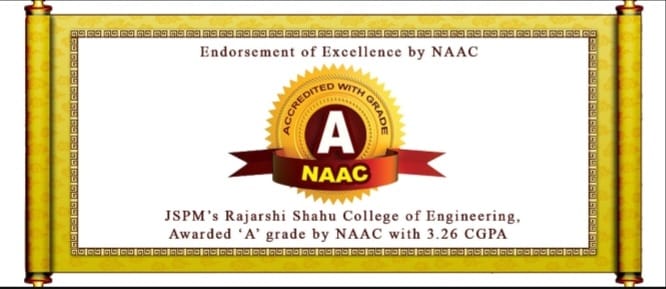 Endorsement of Excellence by NAAC
ACCREDITED WITH GRADE
A
NAAC
JSPM's Rajarshi Shahu College of Engineering,
Awarded ‘A’ grade by NAAC with 3.26 CGPA